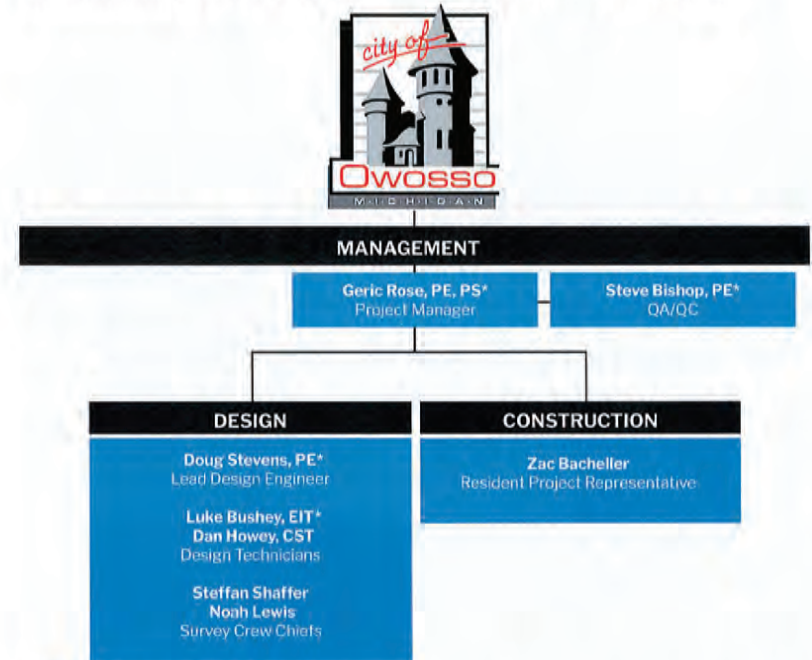 city of
Owosso
M·I·C·H·I·G·A·N
MANAGEMENT
Geric Rose, PE, PS*
Project Manager
Steve Bishop, PE*
QA/QC
DESIGN
Doug Stevens, PE*
Lead Design Engineer
Luke Bushey, EIT*
Dan Howey, CST
Design Technicians
Steffan Shaffer
Noah Lewis
Survey Crew Chiefs
CONSTRUCTION
Zac Bacheller
Resident Project Representative